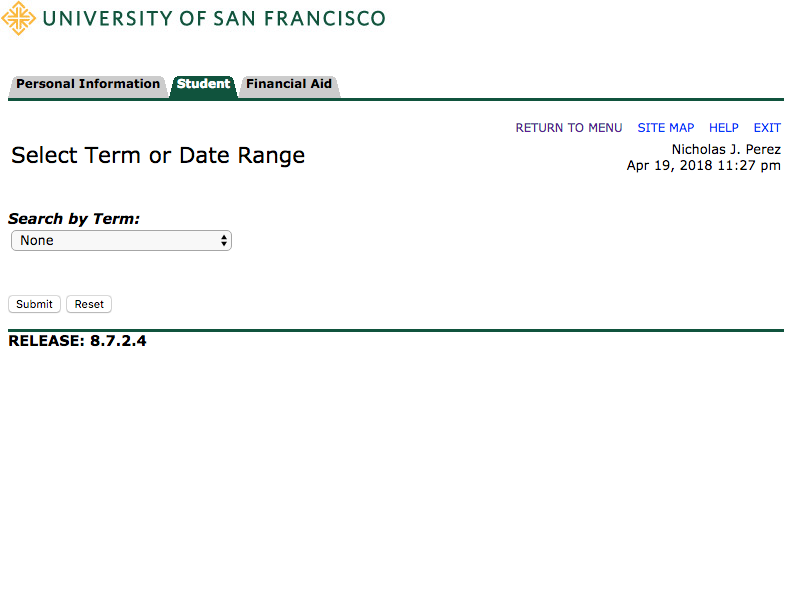 UNIVERSITY OF SAN FRANCISCO
Personal Information Student Financial Aid
RETURN TO MENU SITE MAP HELP EXIT
Select Term or Date Range
Nicholas J. Perez
Apr 19, 2018 11:27 pm
Search by Term:
None
Submit Reset
RELEASE: 8.7.2.4